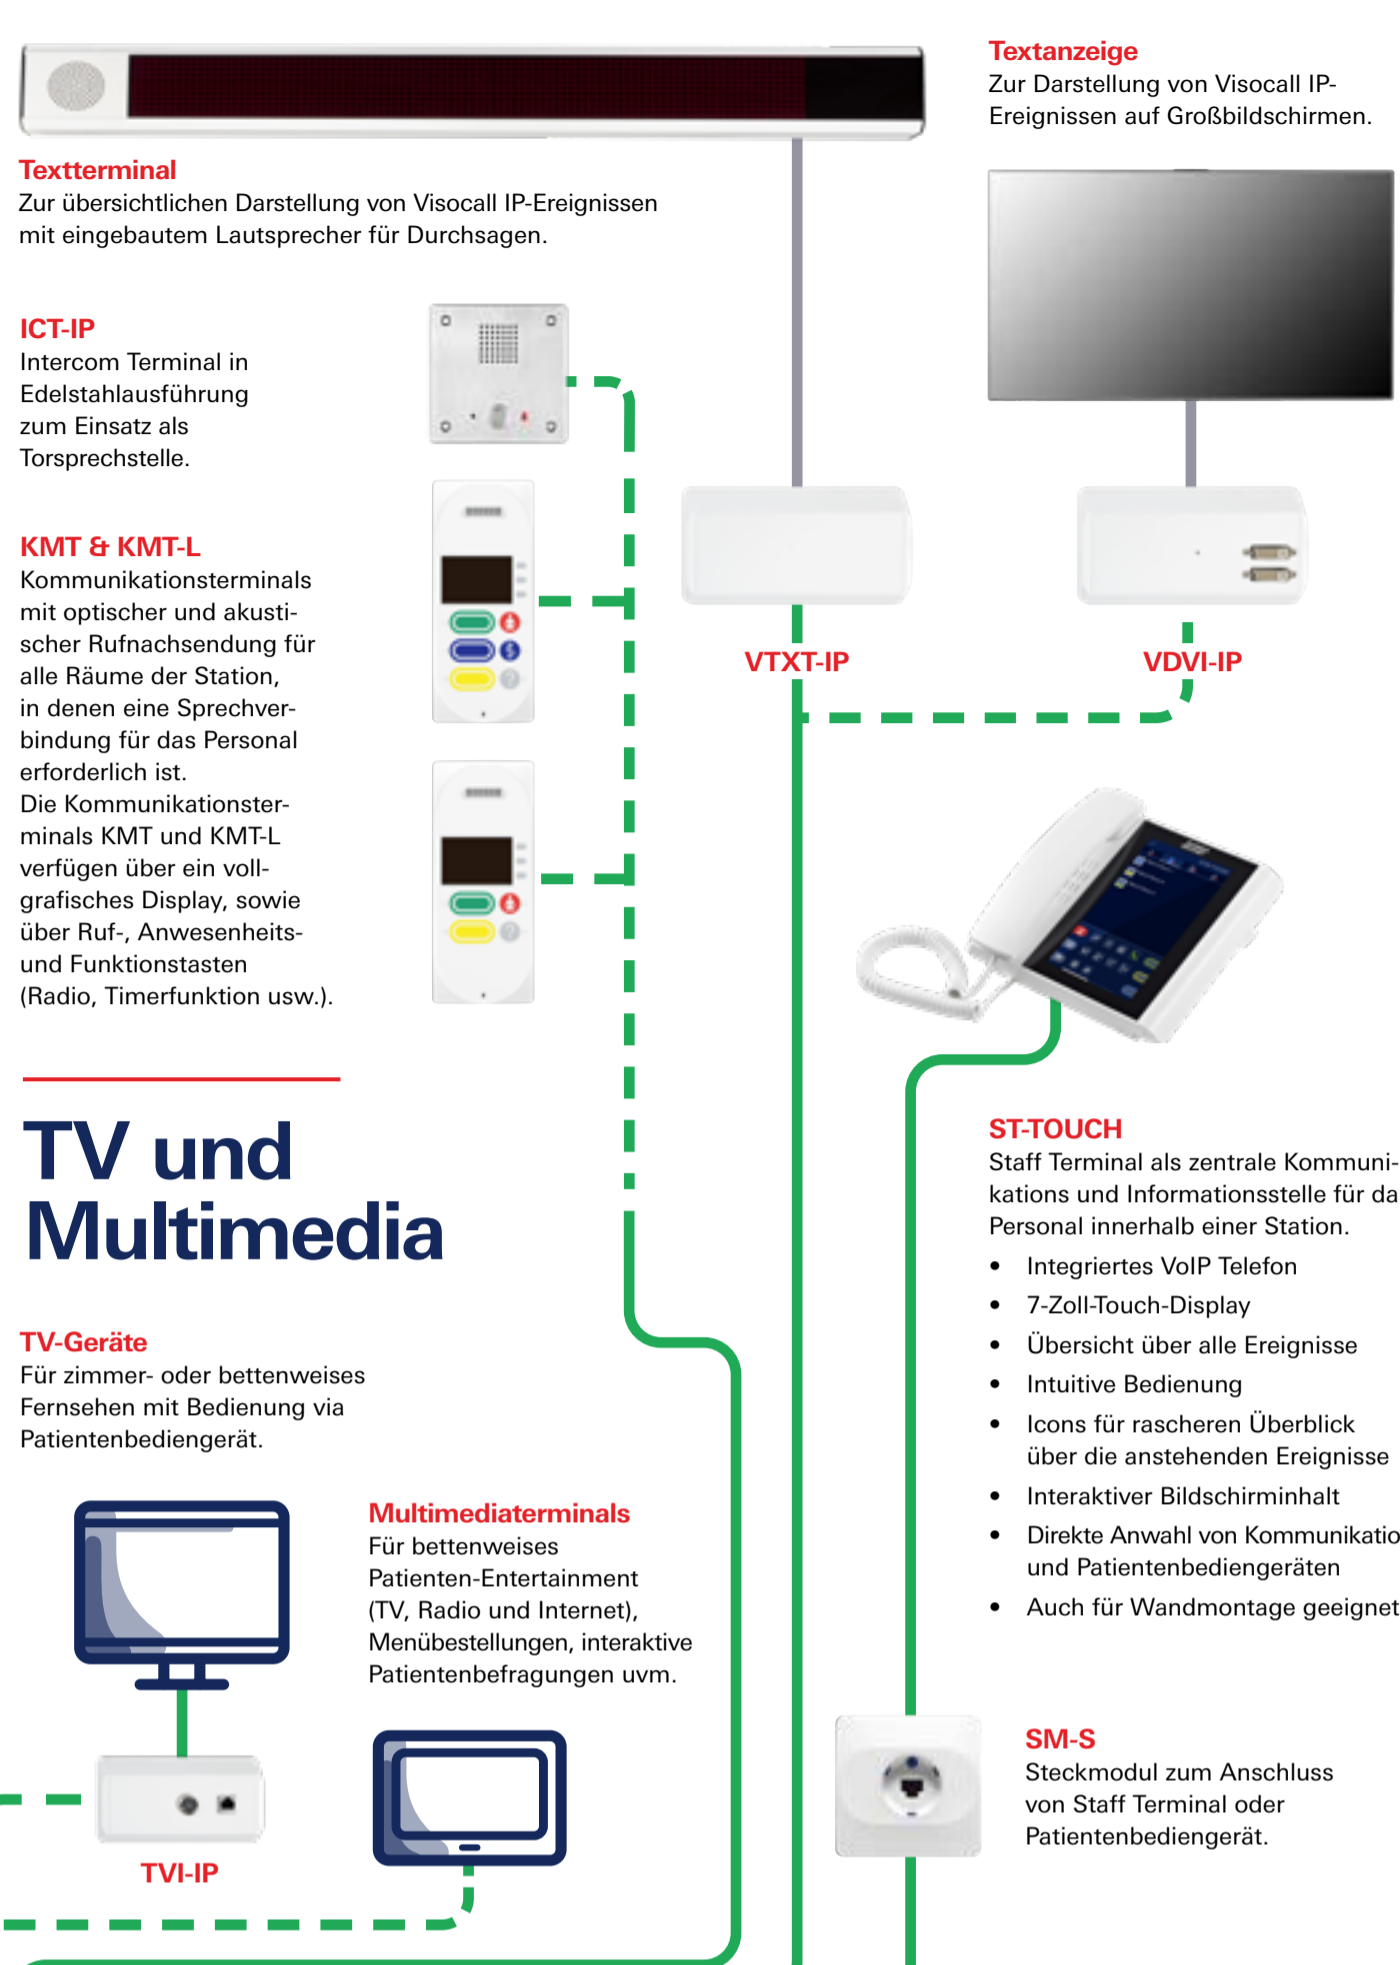 Textanzeige
Zur Darstellung von Visocall IP-
Ereignissen auf Großbildschirmen.
Textterminal
Zur übersichtlichen Darstellung von Visocall IP-Ereignissen
mit eingebautem Lautsprecher für Durchsagen.
ICT-IP
Intercom Terminal in
Edelstahlausführung
zum Einsatz als
Torsprechstelle.
KMT & KMT-L
Kommunikationsterminals
mit optischer und akusti-
scher Rufnachsendung für
alle Räume der Station,
in denen eine Sprechver-
bindung für das Personal
erforderlich ist.
Die Kommunikationster-
minals KMT und KMT-L
verfügen über ein voll-
grafisches Display, sowie
über Ruf-, Anwesenheits-
und Funktionstasten
(Radio, Timerfunktion usw.).
VTXT-IP
VDVI-IP
TV und
Multimedia
TV-Geräte
Für zimmer- oder bettenweises
Fernsehen mit Bedienung via
Patientenbediengerät.
Multimediaterminals
Für bettenweises
Patienten-Entertainment
(TV, Radio und Internet),
Menübestellungen, interaktive
Patientenbefragungen uvm.
TVI-IP
ST-TOUCH
Staff Terminal als zentrale Kommuni-
kations und Informationsstelle für da
Personal innerhalb einer Station.
• Integriertes VoIP Telefon
• 7-Zoll-Touch-Display
• Übersicht über alle Ereignisse
• Intuitive Bedienung
• Icons für rascheren Überblick
über die anstehenden Ereignisse
• Interaktiver Bildschirminhalt
• Direkte Anwahl von Kommunikatio
und Patientenbediengeräten
• Auch für Wandmontage geeignet
SM-S
Steckmodul zum Anschluss
von Staff Terminal oder
Patientenbediengerät.